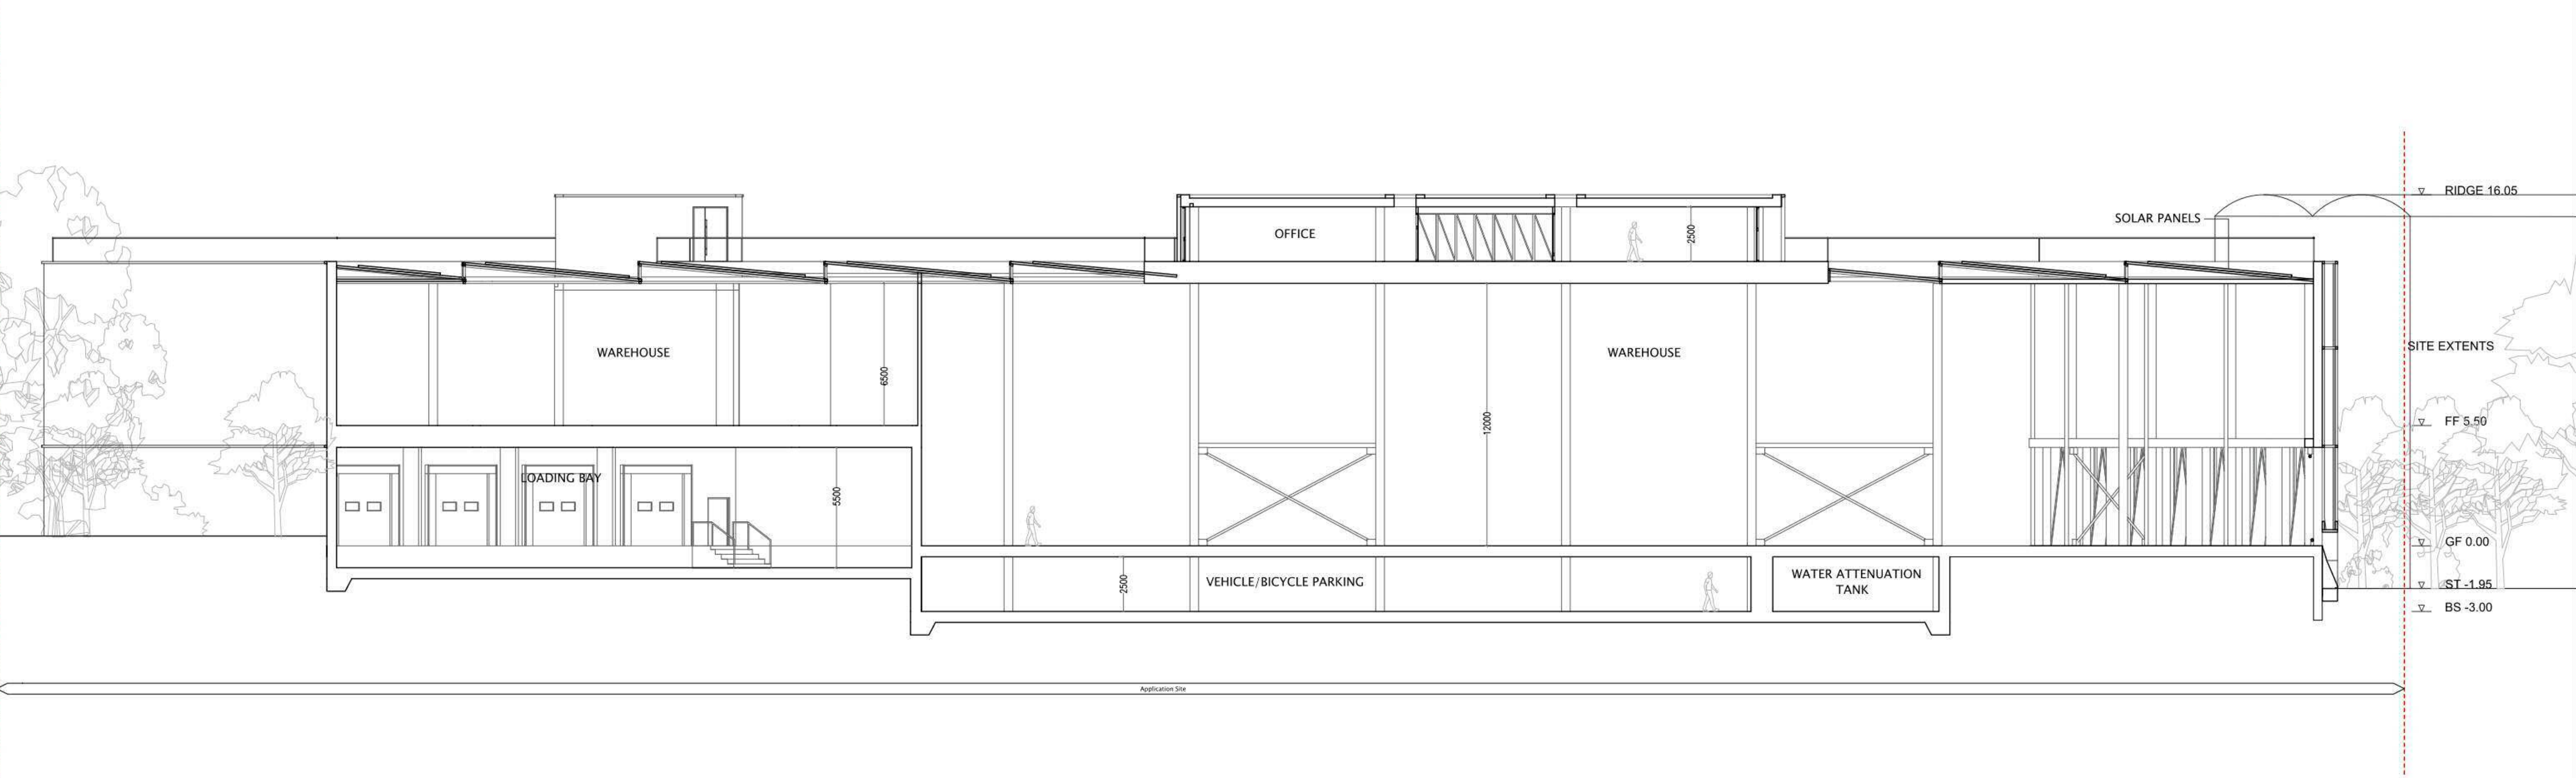 RIDGE 16.05
SOLAR PANELS
OFFICE
2500
WAREHOUSE
WAREHOUSE
SITE EXTENTS
6500
12000
FF 5.50
LOADING BAY
5500
GF 0.00
VEHICLE/BICYCLE PARKING
2500
WATER ATTENUATION
TANK
ST -1.95
BS -3.00
Application Site